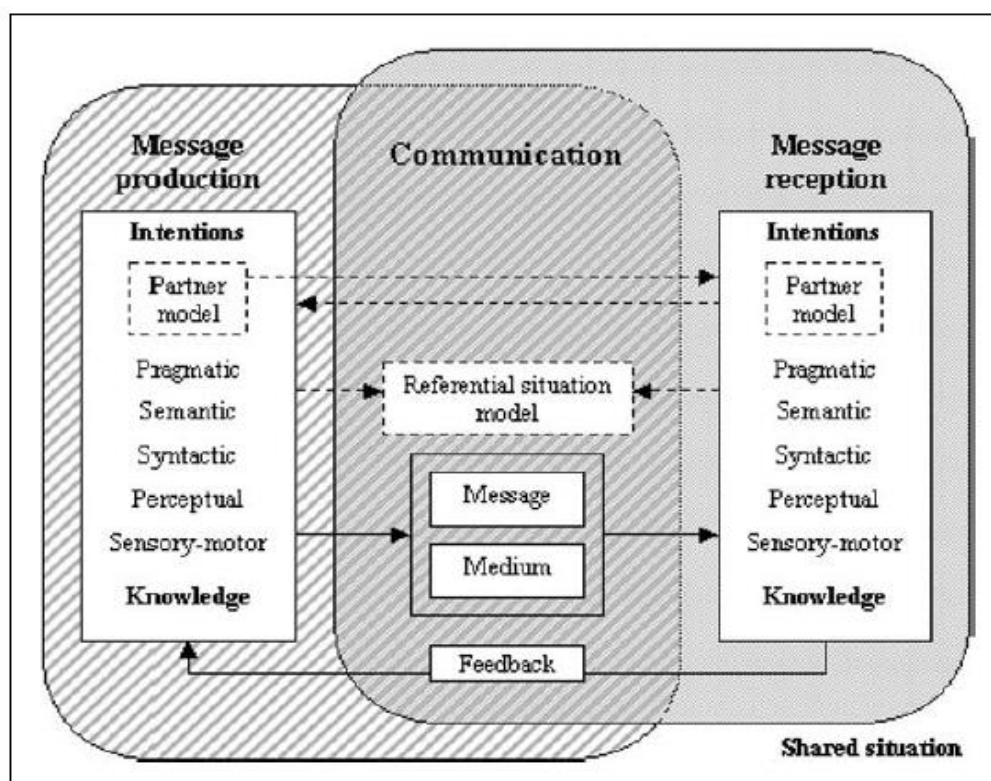 Message
production
Communication
Message
reception
Intentions
Partner
model
Pragmatic
Semantic
Syntactic
Perceptual
Sensory-motor
Knowledge
Referential situation
model
Message
Medium
Feedback
Intentions
Partner
model
Pragmatic
Semantic
Syntactic
Perceptual
Sensory-motor
Knowledge
Shared situation